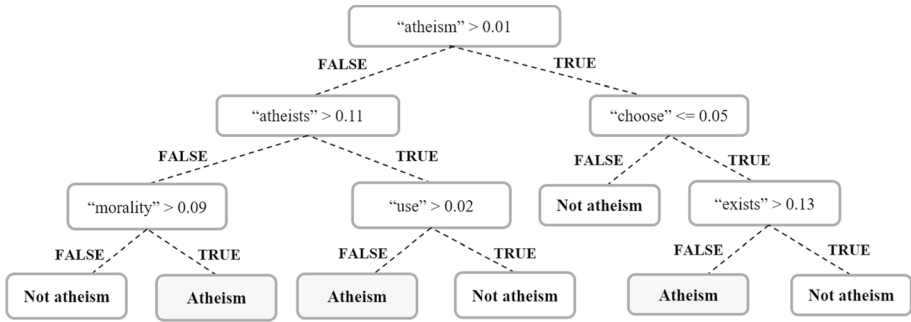 “atheism” > 0.01
FALSE
TRUE
“atheists” > 0.11
“choose” <= 0.05
FALSE
TRUE
FALSE
TRUE
“morality” > 0.09
“use” > 0.02
Not atheism
“exists” > 0.13
FALSE
TRUE
FALSE
TRUE
FALSE
TRUE
Not atheism
Atheism
Atheism
Not atheism
Atheism
Not atheism